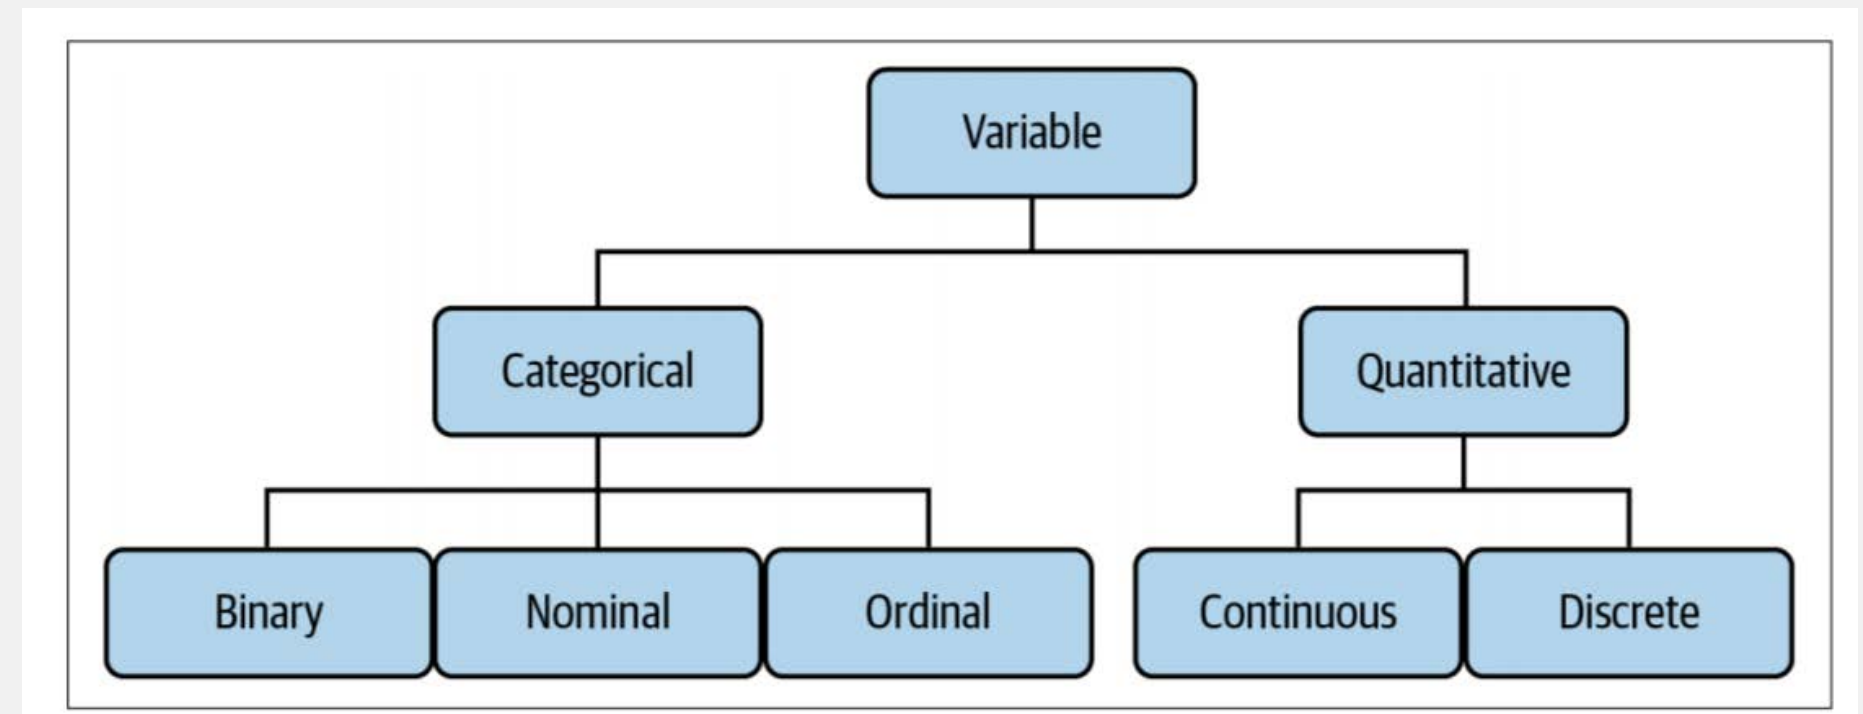 Variable
Categorical
Quantitative
Binary
Nominal
Ordinal
Continuous
Discrete